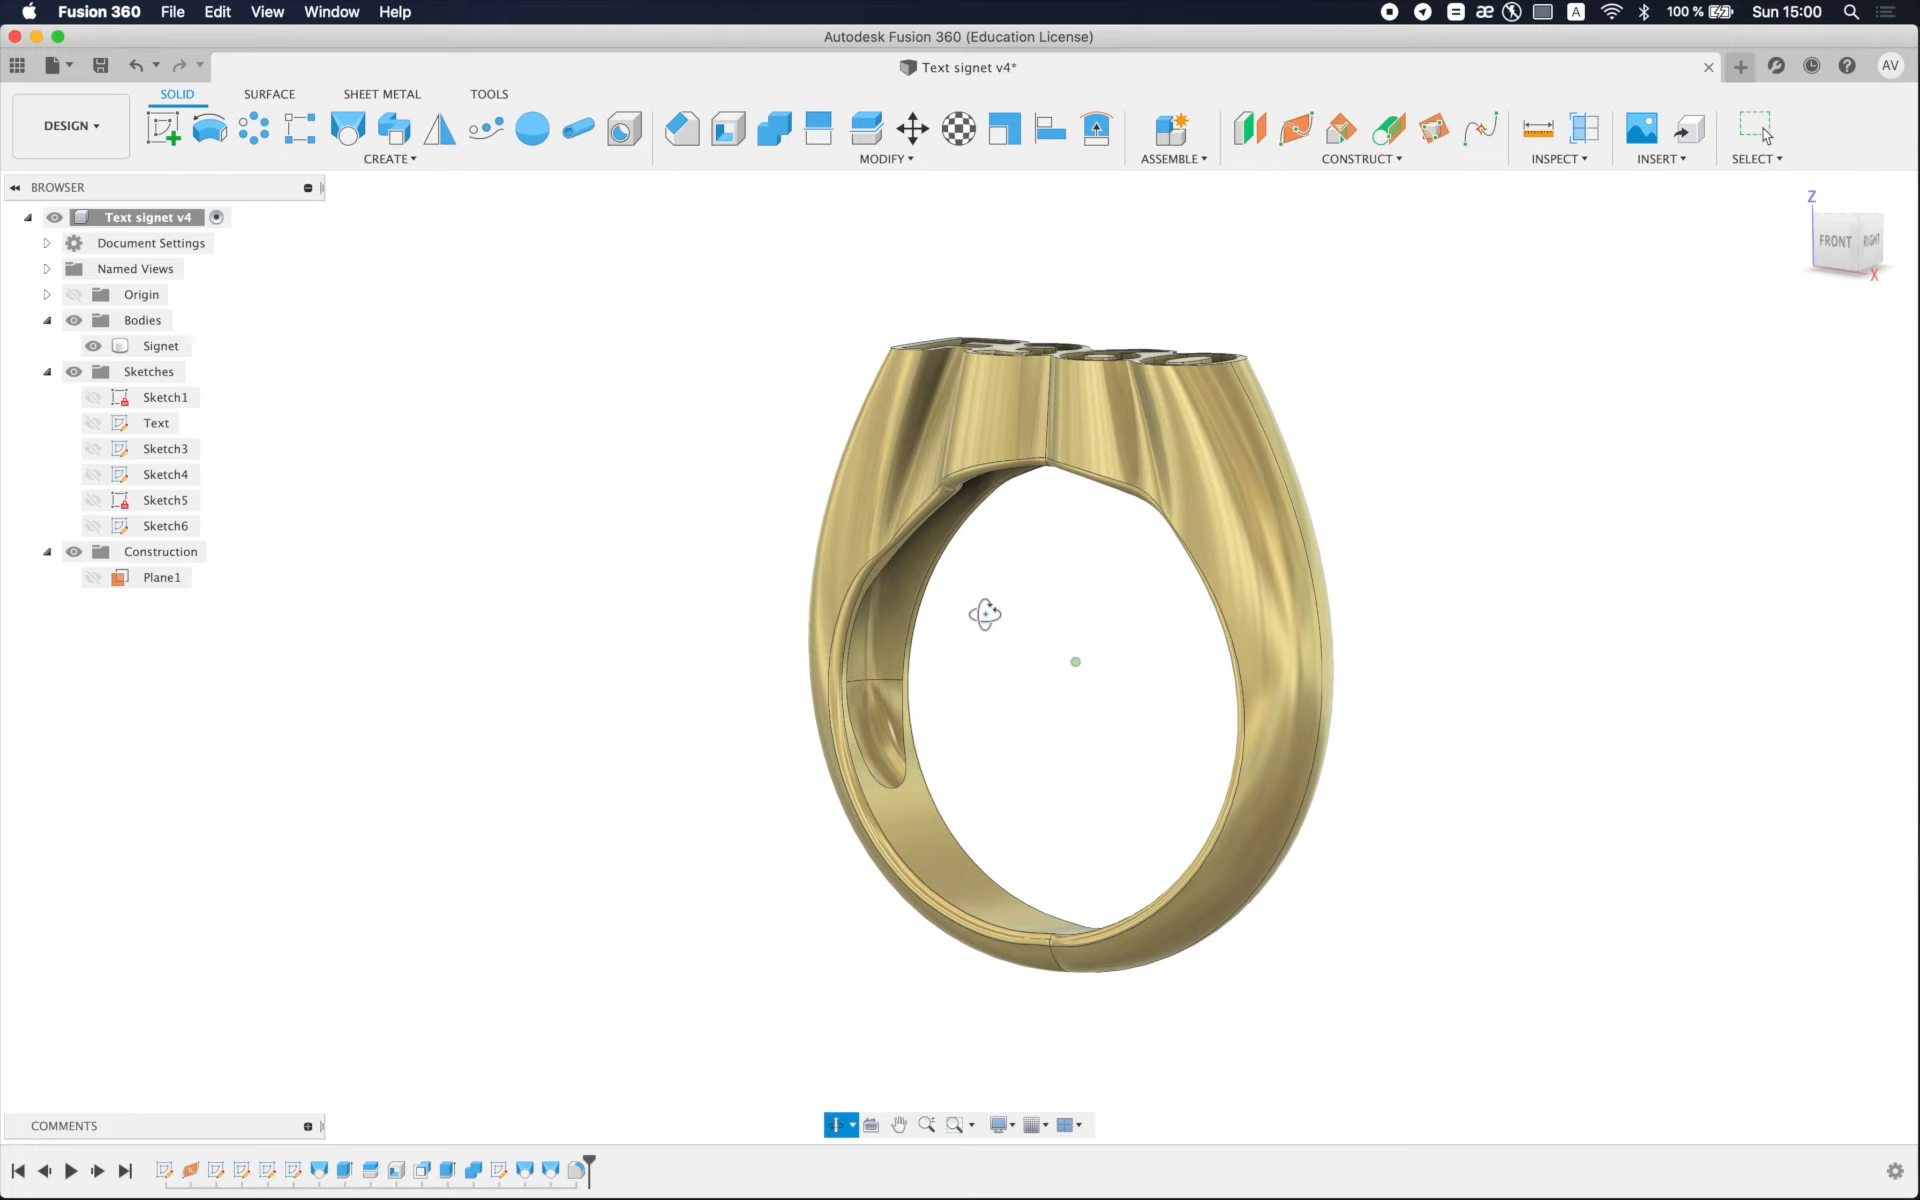 Fusion 360 File Edit View Window Help
æ A 100 % Sun 15:00
Autodesk Fusion 360 (Education License)
Text signet v4*
AV
DESIGN
SOLID SURFACE SHEET METAL TOOLS
CREATE MODIFY ASSEMBLE CONSTRUCT INSPECT INSERT SELECT
BROWSER
Text signet v4
Document Settings
Named Views
Origin
Bodies
Signet
Sketches
Sketch1
Text
Sketch3
Sketch4
Sketch5
Sketch6
Construction
Plane1
Z
FRONT RIGHT
X
COMMENTS